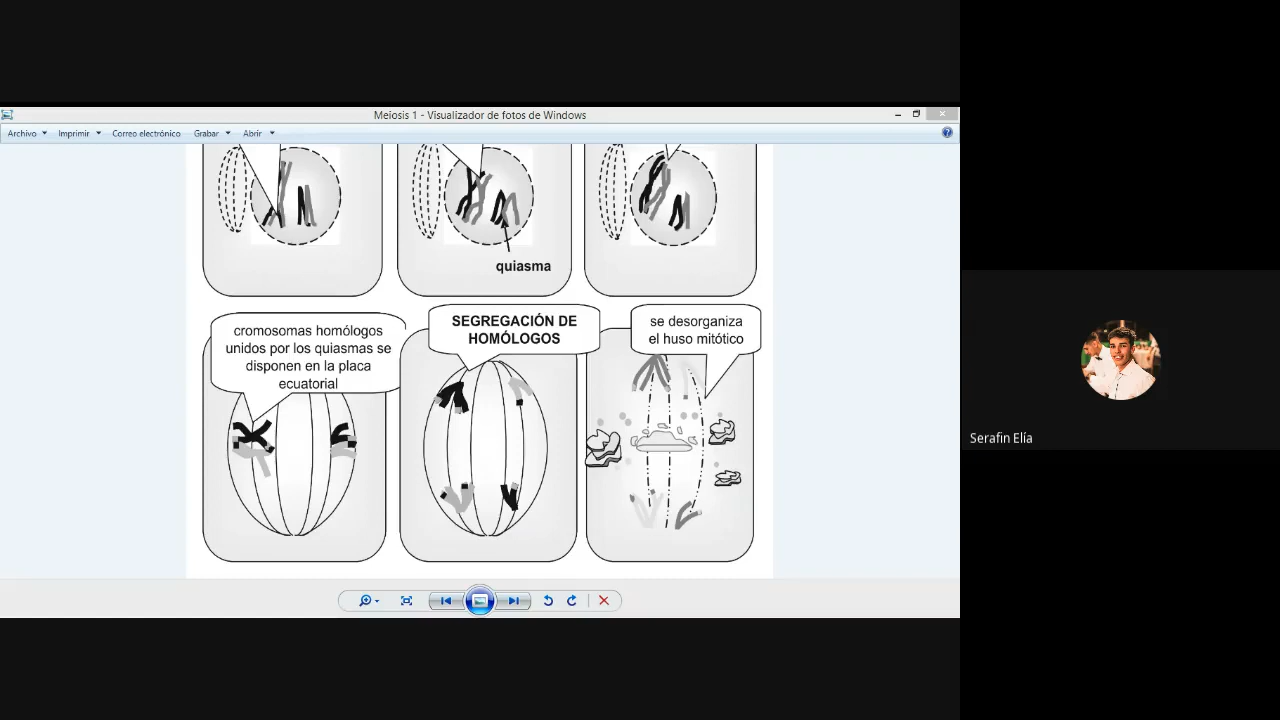 Meiosis 1 - Visualizador de fotos de Windows
Archivo Imprimir Correo electrónico Grabar Abrir
quiasma
cromosomas homólogos
unidos por los quiasmas se
disponen en la placa
ecuatorial
SEGREGACIÓN DE
HOMÓLOGOS
se desorganiza
el huso mitótico
Serafin Elía